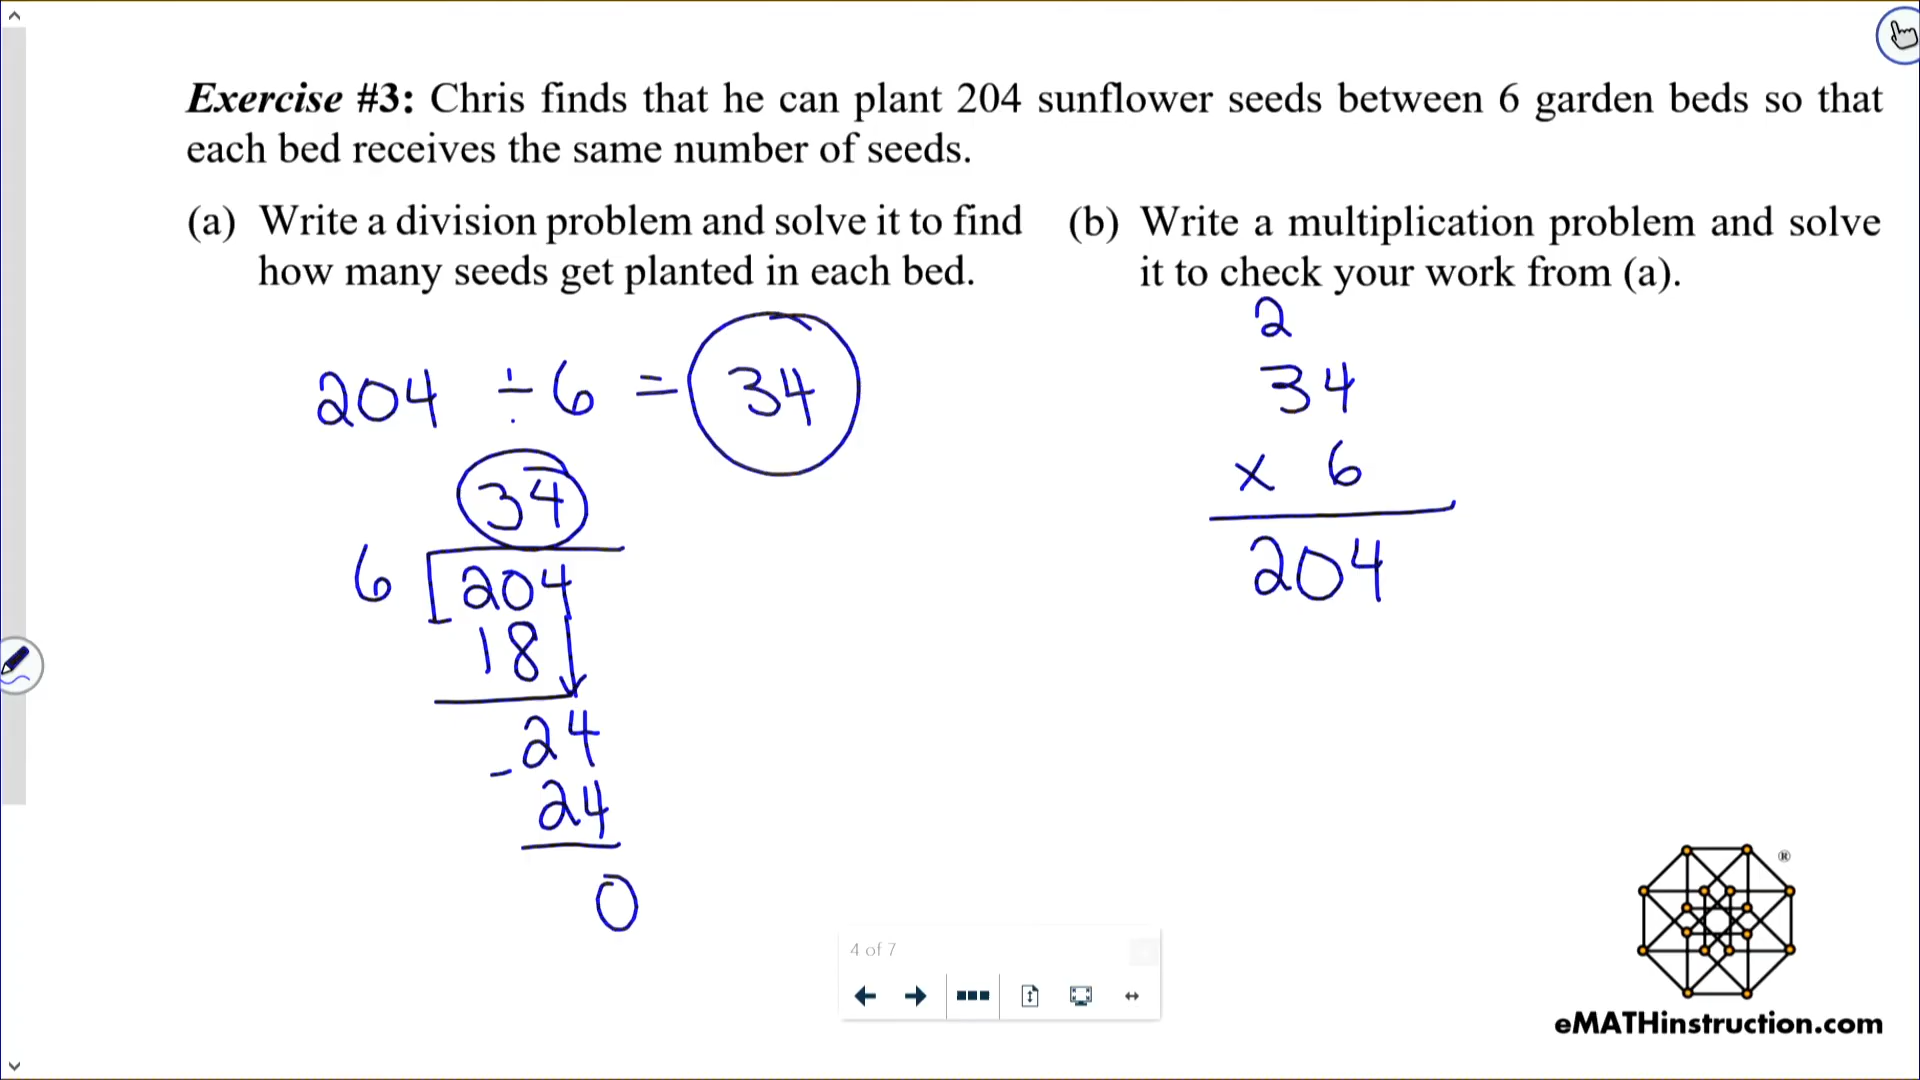 Exercise #3: Chris finds that he can plant 204 sunflower seeds between 6 garden beds so that
each bed receives the same number of seeds.
(a) Write a division problem and solve it to find
how many seeds get planted in each bed.
204 ÷ 6 = 34
34
6 204
18
- 24
24
0
(b) Write a multiplication problem and solve
it to check your work from (a).
2
34
x 6
204
4 of 7
®
eMATHinstruction.com